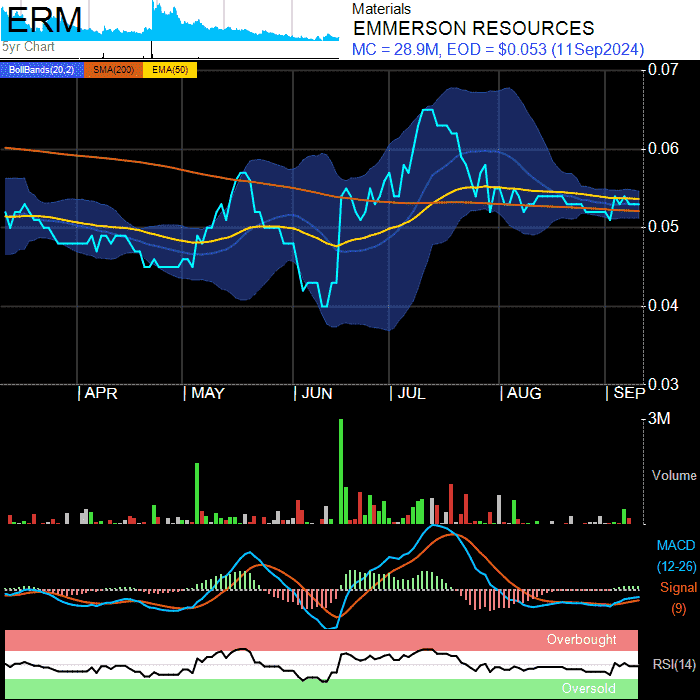 ERM
5yr Chart
Materials
EMMERSON RESOURCES
MC = 28.9M, EOD = $0.053 (11Sep2024)
BollBands(20,2) SMA(200) EMA(50)
0.07
0.06
0.05
0.04
0.03
APR MAY JUN JUL AUG SEP
3M
Volume
MACD
(12-26)
Signal
(9)
Overbought
RSI(14)
Oversold